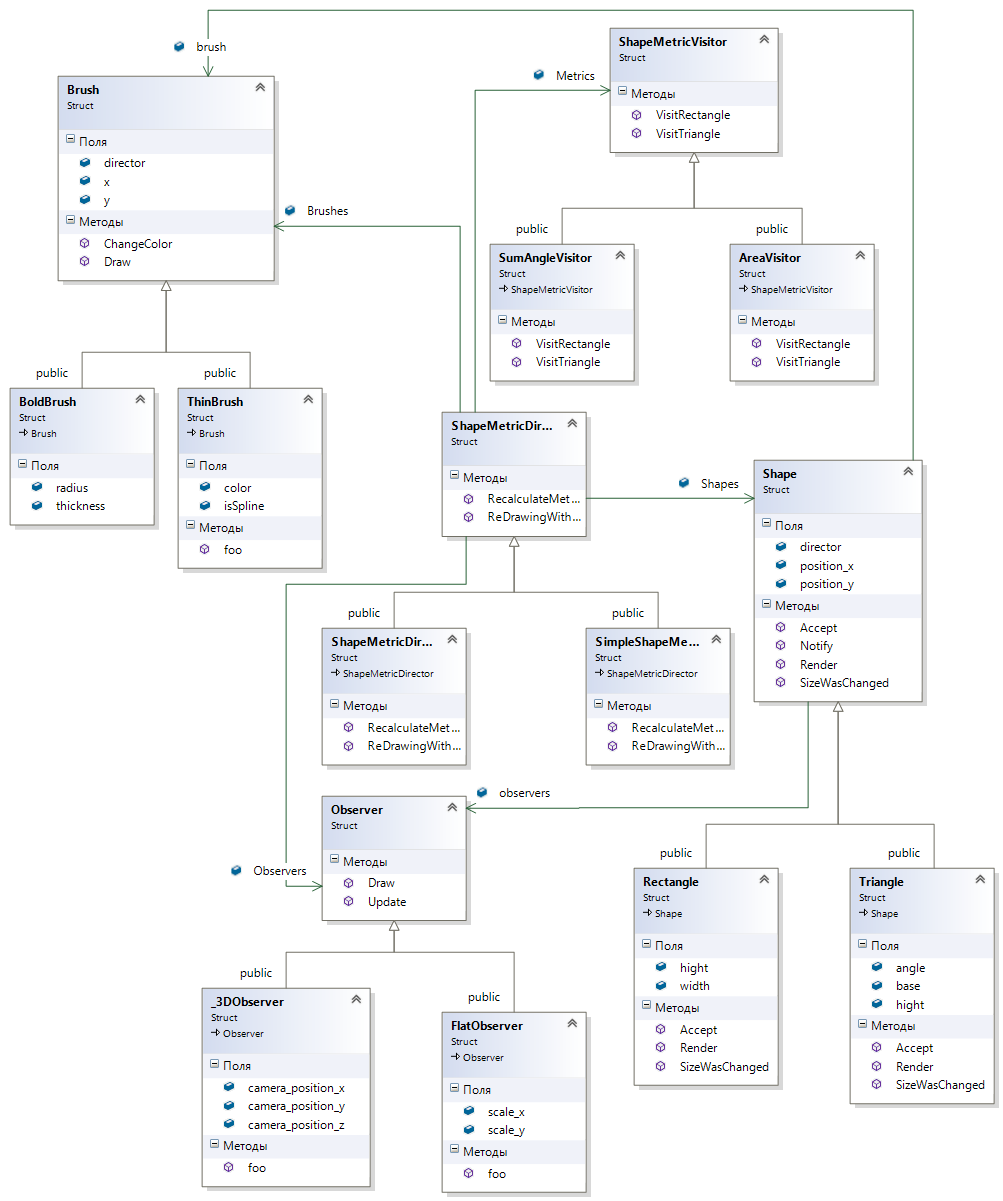 brush
Brush
Struct
Поля
director
x
y
Методы
ChangeColor
Draw
Metrics
ShapeMetricVisitor
Struct
Методы
VisitRectangle
VisitTriangle
Brushes
public
public
SumAngleVisitor
Struct
ShapeMetricVisitor
Методы
VisitRectangle
VisitTriangle
AreaVisitor
Struct
ShapeMetricVisitor
Методы
VisitRectangle
VisitTriangle
public
public
BoldBrush
Struct
Brush
Поля
radius
thickness
ThinBrush
Struct
Brush
Поля
color
isSpline
Методы
foo
ShapeMetricDir...
Struct
Методы
RecalculateMet...
ReDrawingWith...
Shapes
Shape
Struct
Поля
director
position_x
position_y
Методы
Accept
Notify
Render
SizeWasChanged
public
public
ShapeMetricDir...
Struct
ShapeMetricDirector
Методы
RecalculateMet...
ReDrawingWith...
SimpleShapeMe...
Struct
ShapeMetricDirector
Методы
RecalculateMet...
ReDrawingWith...
observers
Observers
Observer
Struct
Методы
Draw
Update
public
public
Rectangle
Struct
Shape
Поля
hight
width
Методы
Accept
Render
SizeWasChanged
Triangle
Struct
Shape
Поля
angle
base
hight
Методы
Accept
Render
SizeWasChanged
public
public
_3DObserver
Struct
Observer
Поля
camera_position_x
camera_position_y
camera_position_z
Методы
foo
FlatObserver
Struct
Observer
Поля
scale_x
scale_y
Методы
foo